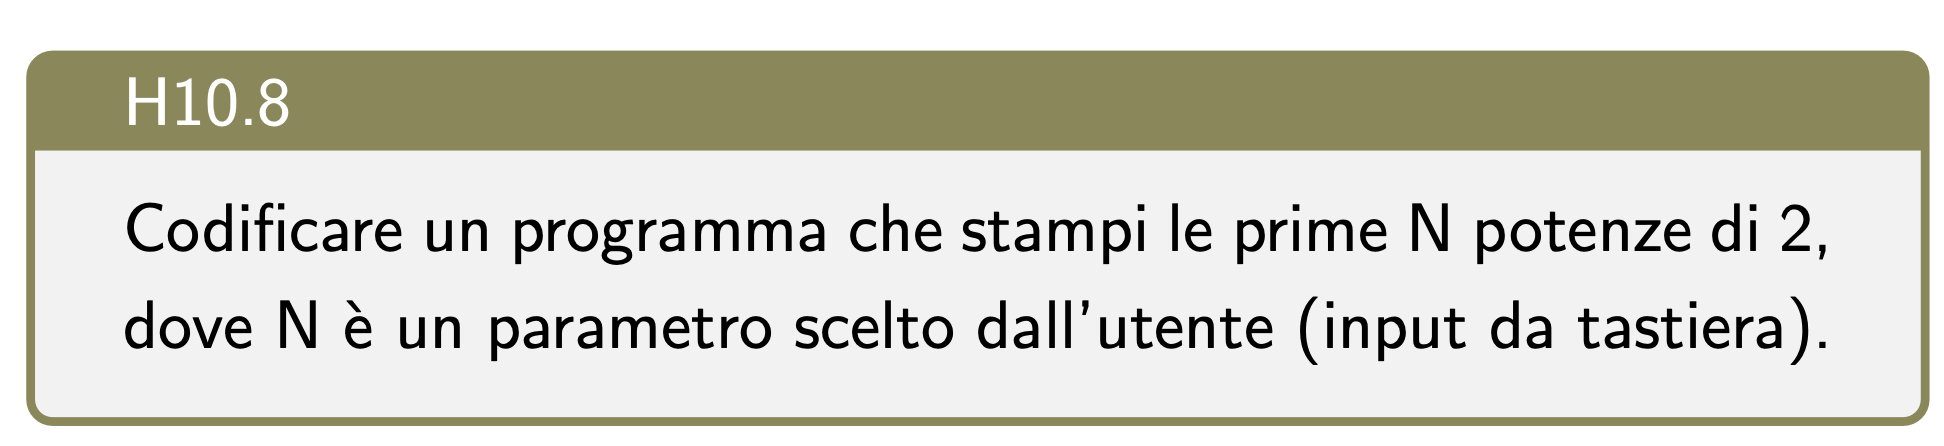 H10.8
Codificare un programma che stampi le prime N potenze di 2,
dove N è un parametro scelto dall'utente (input da tastiera).